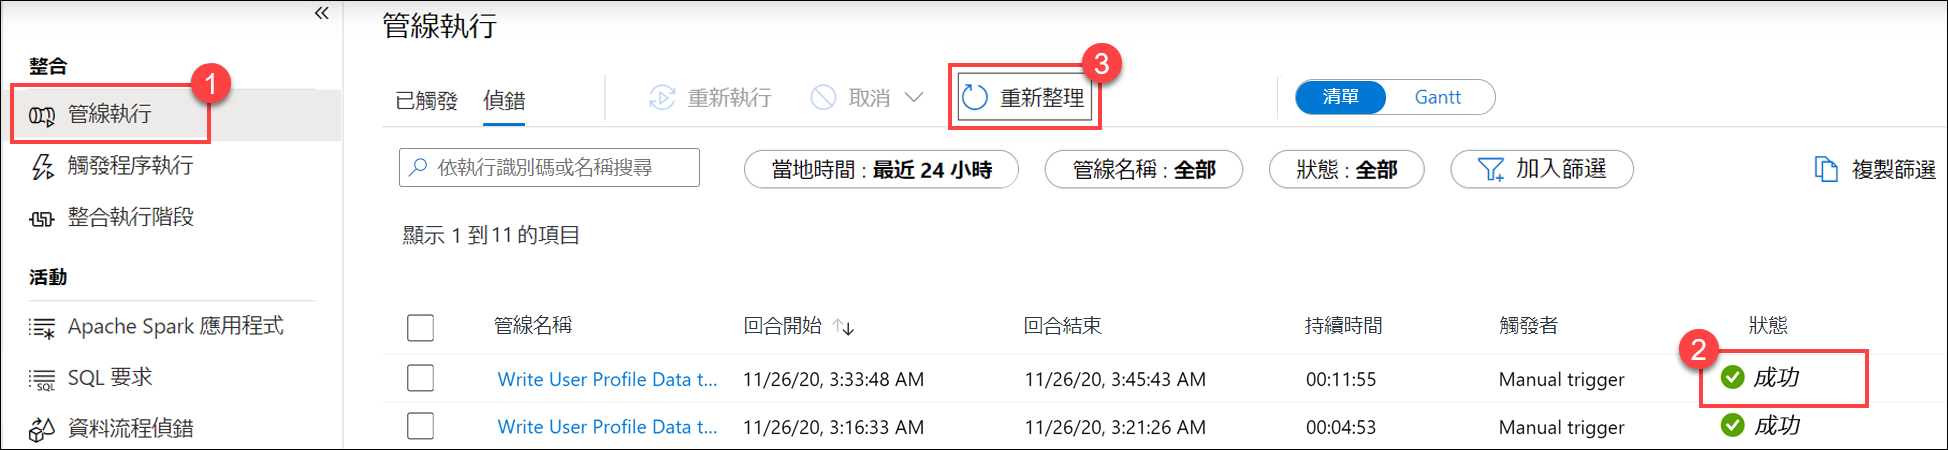 管線執行
整合
1
管線執行
觸發程序執行
整合執行階段
活動
Apache Spark 應用程式
SQL 要求
資料流程偵錯
已觸發 偵錯 重新執行 取消 3 重新整理 清單 Gantt
依執行識別碼或名稱搜尋 當地時間 : 最近 24 小時 管線名稱 : 全部 狀態 : 全部 加入篩選 複製篩選
顯示 1 到 11 的項目
管線名稱 回合開始 ↑↓ 回合結束 持續時間 觸發者 狀態
2
Write User Profile Data t... 11/26/20, 3:33:48 AM 11/26/20, 3:45:43 AM 00:11:55 Manual trigger 成功
Write User Profile Data t... 11/26/20, 3:16:33 AM 11/26/20, 3:21:26 AM 00:04:53 Manual trigger 成功